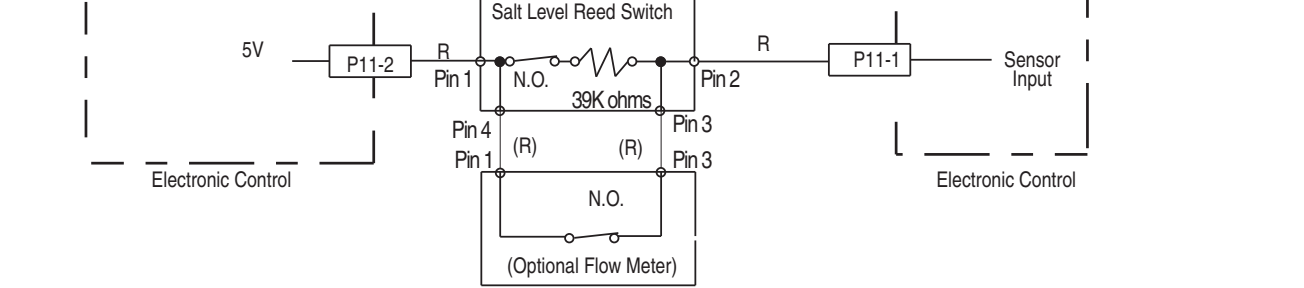 Salt Level Reed Switch
5V
P11-2
R
Pin 1
N.O.
39K ohms
Pin 2
R
P11-1
Sensor
Input
Pin 4
Pin 3
(R)
(R)
Pin 1
Pin 3
Electronic Control
Electronic Control
N.O.
(Optional Flow Meter)